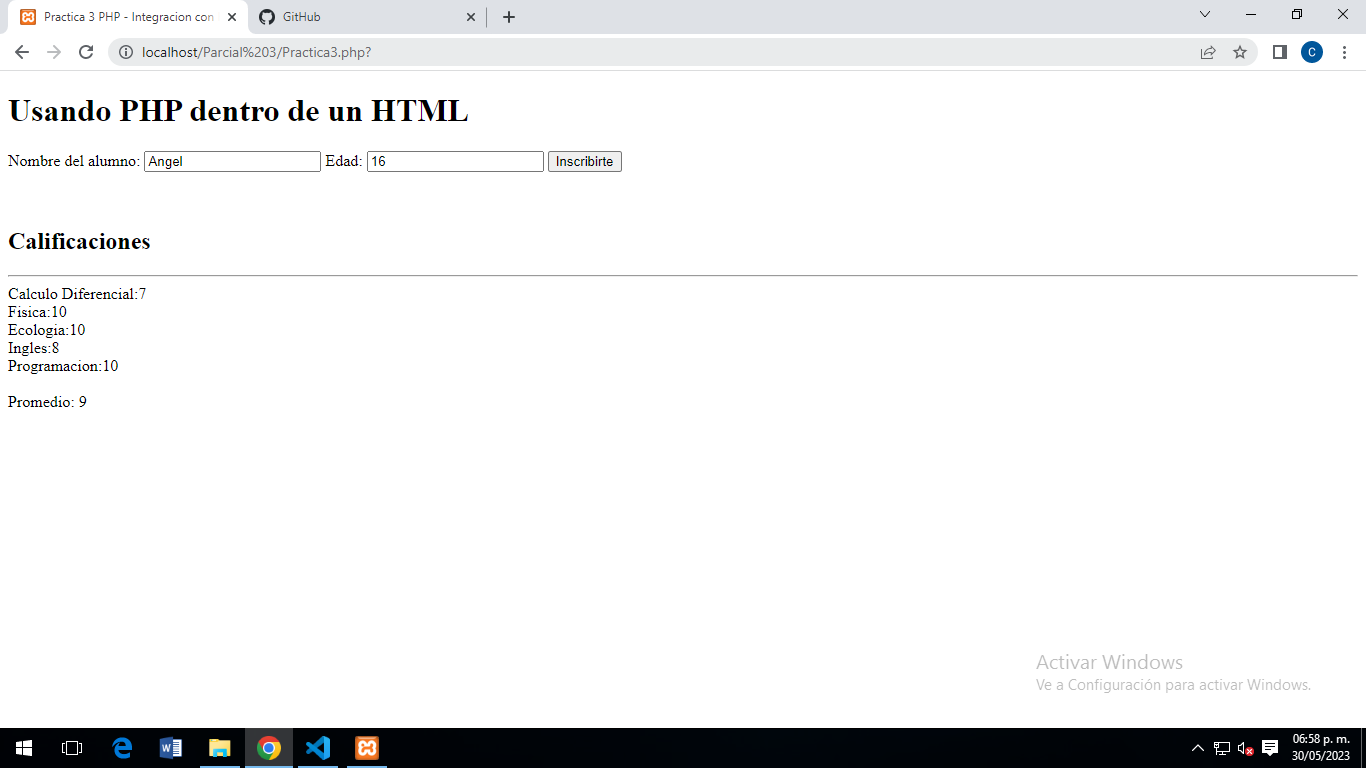 Practica 3 PHP - Integracion con
GitHub
localhost/Parcial%203/Practica3.php?
C
Usando PHP dentro de un HTML
Nombre del alumno: Angel Edad: 16 Inscribirte
Calificaciones
Calculo Diferencial:7
Fisica:10
Ecologia:10
Ingles:8
Programacion:10
Promedio: 9
Activar Windows
Ve a Configuración para activar Windows.
06:58 p. m.
30/05/2023